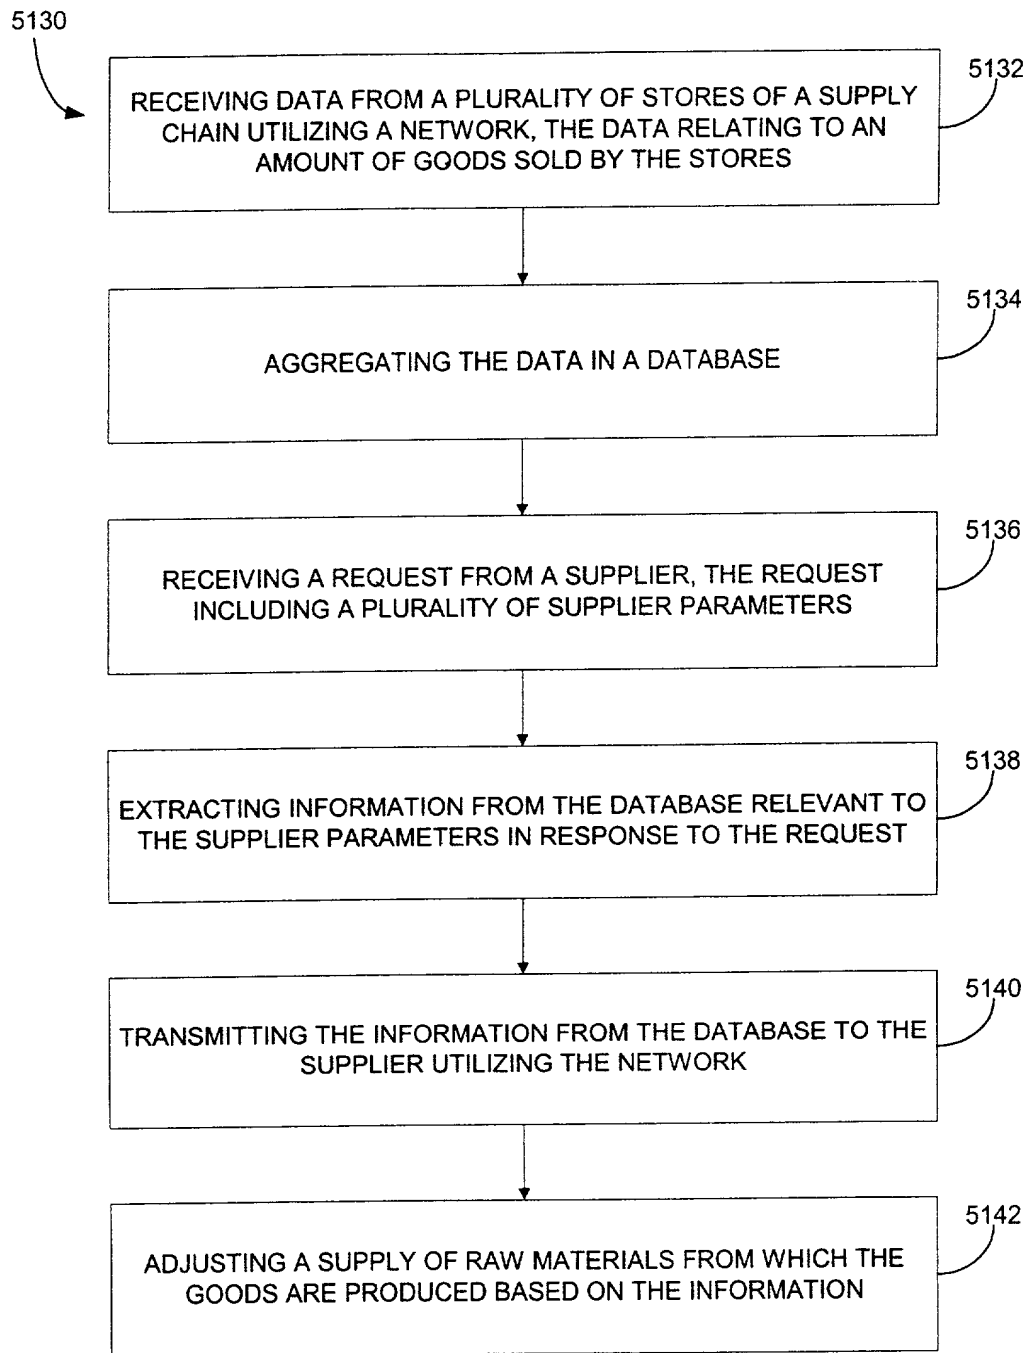 5130
5132
RECEIVING DATA FROM A PLURALITY OF STORES OF A SUPPLY
CHAIN UTILIZING A NETWORK, THE DATA RELATING TO AN
AMOUNT OF GOODS SOLD BY THE STORES
5134
AGGREGATING THE DATA IN A DATABASE
5136
RECEIVING A REQUEST FROM A SUPPLIER, THE REQUEST
INCLUDING A PLURALITY OF SUPPLIER PARAMETERS
5138
EXTRACTING INFORMATION FROM THE DATABASE RELEVANT TO
THE SUPPLIER PARAMETERS IN RESPONSE TO THE REQUEST
5140
TRANSMITTING THE INFORMATION FROM THE DATABASE TO THE
SUPPLIER UTILIZING THE NETWORK
5142
ADJUSTING A SUPPLY OF RAW MATERIALS FROM WHICH THE
GOODS ARE PRODUCED BASED ON THE INFORMATION